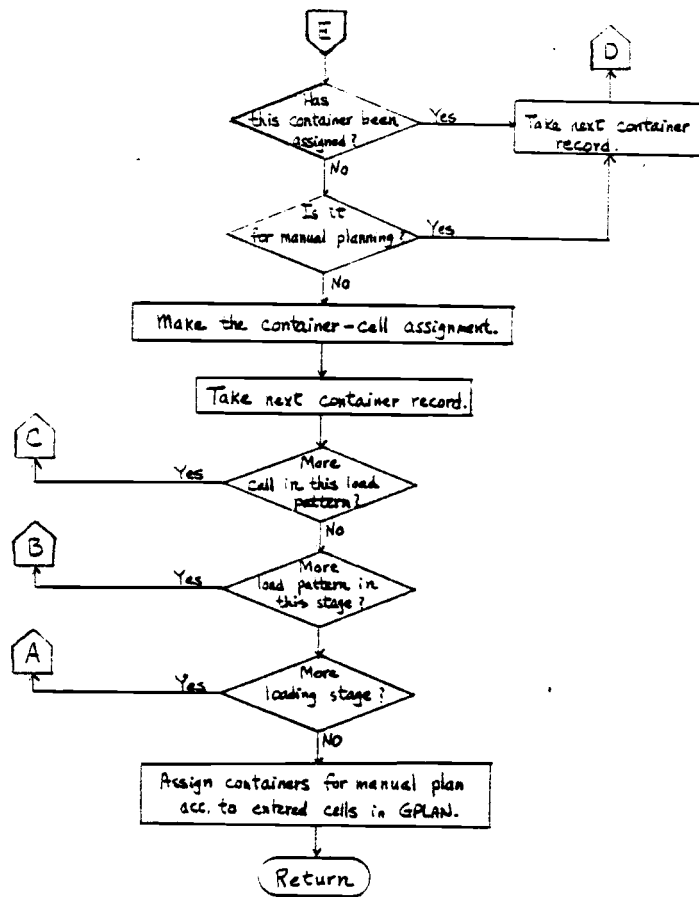 E
D
Has
this container been
assigned?
Yes
Take next container
record.
No
Is it
for manual planning?
Yes
No
Make the container-cell assignment.
Take next container record.
C
Yes
More
call in this load
pattern?
No
B
Yes
More
load pattern in
this stage?
A
Yes
More
loading stage?
No
Assign containers for manual plan
acc. to entered cells in GPLAN.
Return